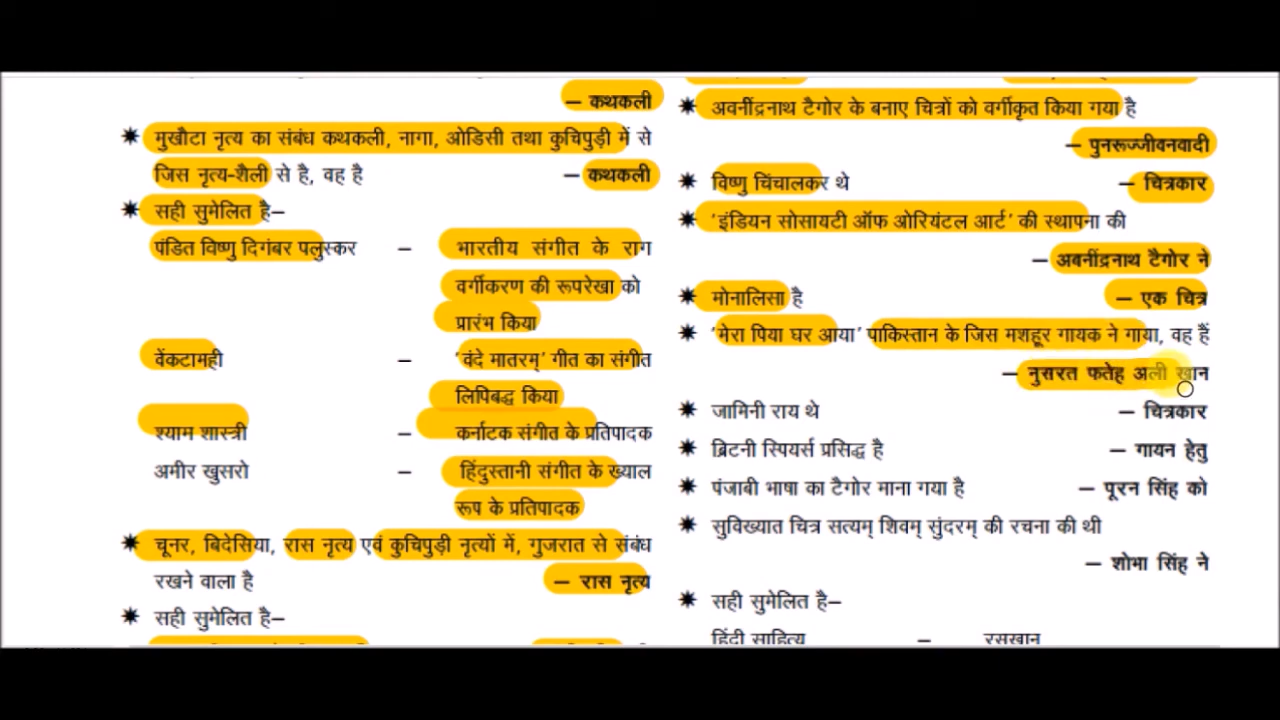 – कथकली
✷ मुखौटा नृत्य का संबंध कथकली, नागा, ओडिसी तथा कुचिपुड़ी में से
जिस नृत्य-शैली से है, वह है – कथकली
✷ सही सुमेलित है–
पंडित विष्णु दिगंबर पलुस्कर – भारतीय संगीत के राग
वर्गीकरण की रूपरेखा को
प्रारंभ किया
वेंकटामही – 'वंदे मातरम्' गीत का संगीत
लिपिबद्ध किया
श्याम शास्त्री – कर्नाटक संगीत के प्रतिपादक
अमीर खुसरो – हिंदुस्तानी संगीत के ख्याल
रूप के प्रतिपादक
✷ चूनर, बिदेसिया, रास नृत्य एवं कुचिपुड़ी नृत्यों में, गुजरात से संबंध
रखने वाला है – रास नृत्य
✷ सही सुमेलित है–
✷ अवनींद्रनाथ टैगोर के बनाए चित्रों को वर्गीकृत किया गया है
– पुनरूज्जीवनवादी
✷ विष्णु चिंचालकर थे – चित्रकार
✷ 'इंडियन सोसायटी ऑफ ओरियंटल आर्ट' की स्थापना की
– अबनींद्रनाथ टैगोर ने
✷ मोनालिसा है – एक चित्र
✷ 'मेरा पिया घर आया' पाकिस्तान के जिस मशहूर गायक ने गाया, वह हैं
– नुसरत फतेह अली खान
✷ जामिनी राय थे – चित्रकार
✷ ब्रिटनी स्पियर्स प्रसिद्ध है – गायन हेतु
✷ पंजाबी भाषा का टैगोर माना गया है – पूरन सिंह को
✷ सुविख्यात चित्र सत्यम् शिवम् सुंदरम् की रचना की थी
– शोभा सिंह ने
✷ सही सुमेलित है–
हिंदी साहित्य – रसखान